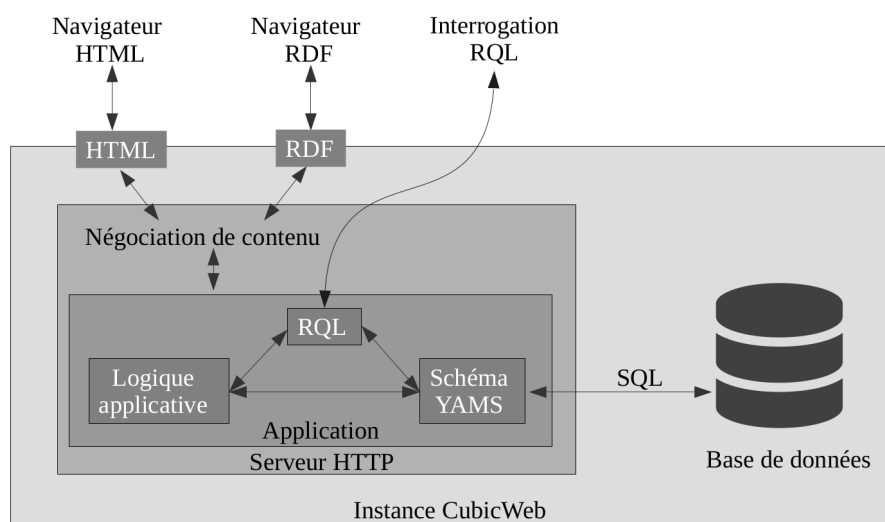 Navigateur
HTML
Navigateur
RDF
Interrogation
RQL
HTML
RDF
Négociation de contenu
RQL
Logique
applicative
Schéma
YAMS
SQL
Application
Serveur HTTP
Base de données
Instance CubicWeb